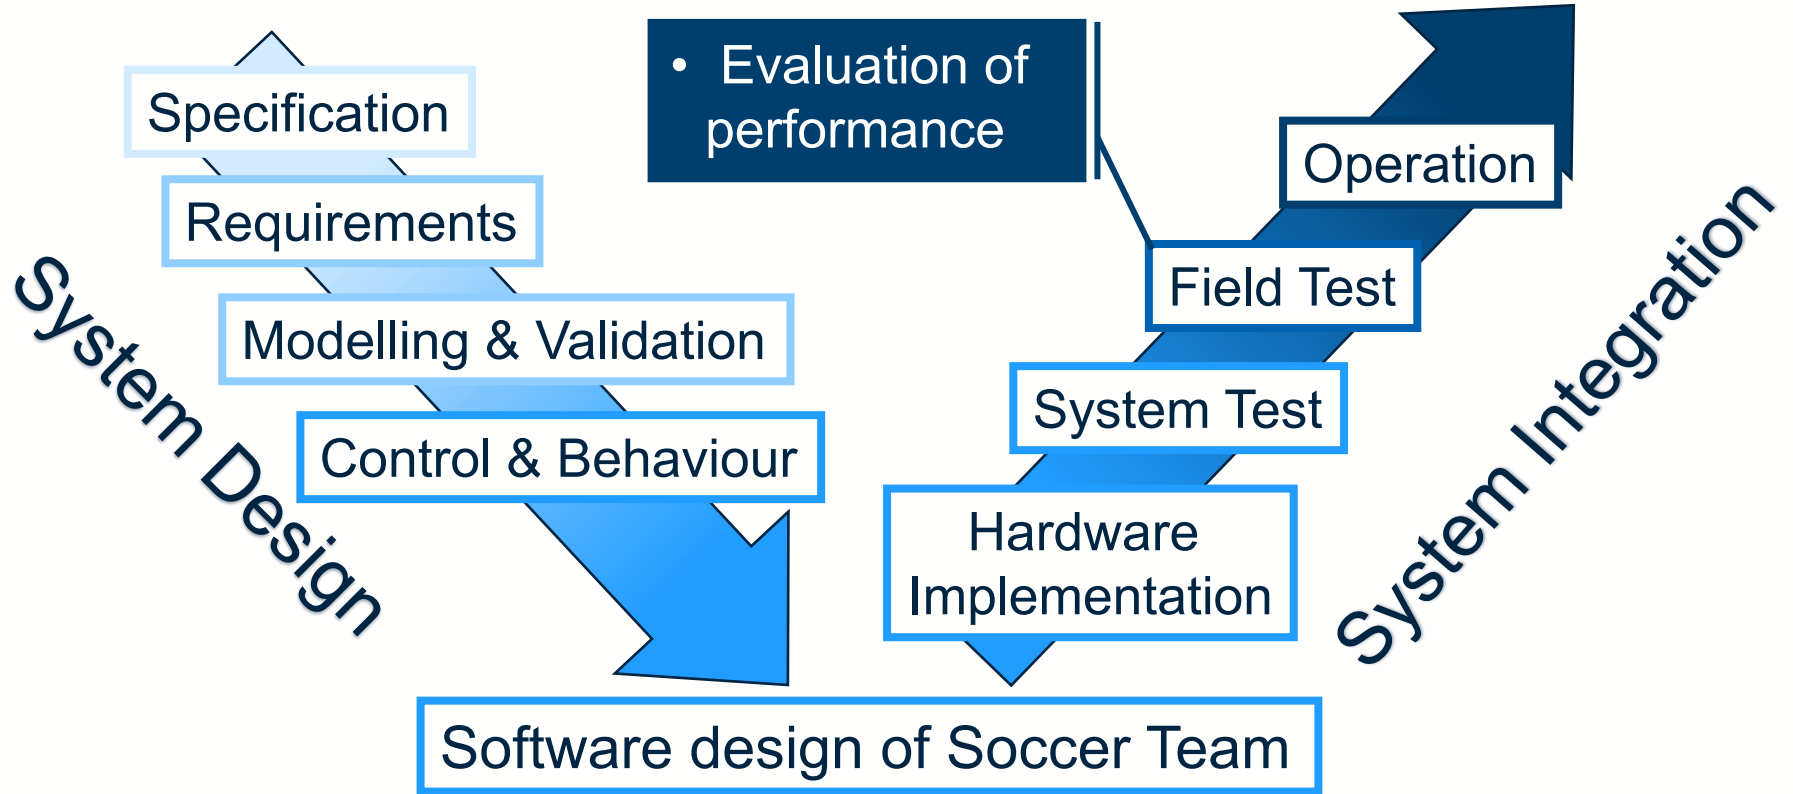 Specification
Requirements
Modelling & Validation
Control & Behaviour
System Design
Software design of Soccer Team
• Evaluation of
performance
Operation
Field Test
System Test
Hardware
Implementation
System Integration